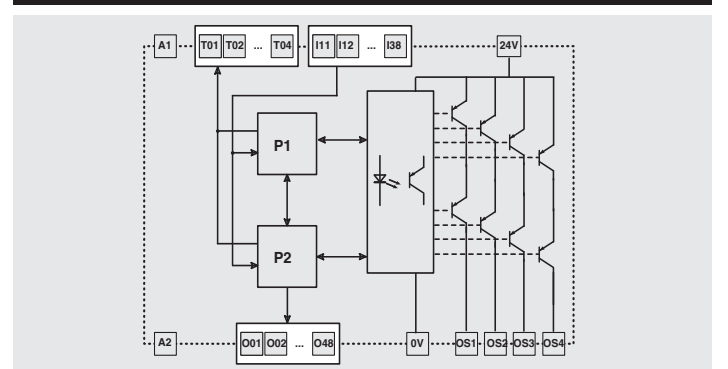 A1 T01 T02 ... T04 I11 I12 ... I38 24V
P1
P2
A2 O01 O02 ... O48 0V OS1 OS2 OS3 OS4